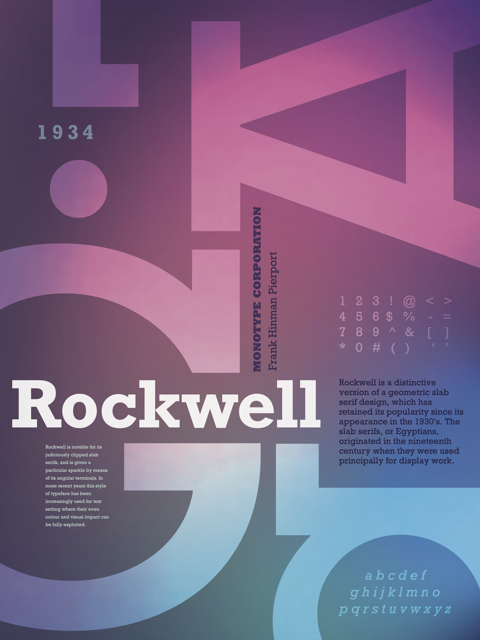 1934
MONOTYPE CORPORATION
Frank Hinman Pierport
1 2 3 ! @ < >
4 5 6 $ % - =
7 8 9 ^ & [ ]
* 0 # ( ) ' '
Rockwell
Rockwell is a distinctive
version of a geometric slab
serif design, which has
retained its popularity since its
appearance in the 1930's. The
slab serifs, or Egyptians,
originated in the nineteenth
century when they were used
principally for display work.
Rockwell is notable for its
judiciously clipped slab
serifs, and is given a
particular sparkle by means
of its angular terminals. In
more recent years this style
of typeface has been
increasingly used for text
setting where their even
colour and visual impact can
be fully exploited.
a b c d e f
g h i j k l m n o
p q r s t u v w x y z